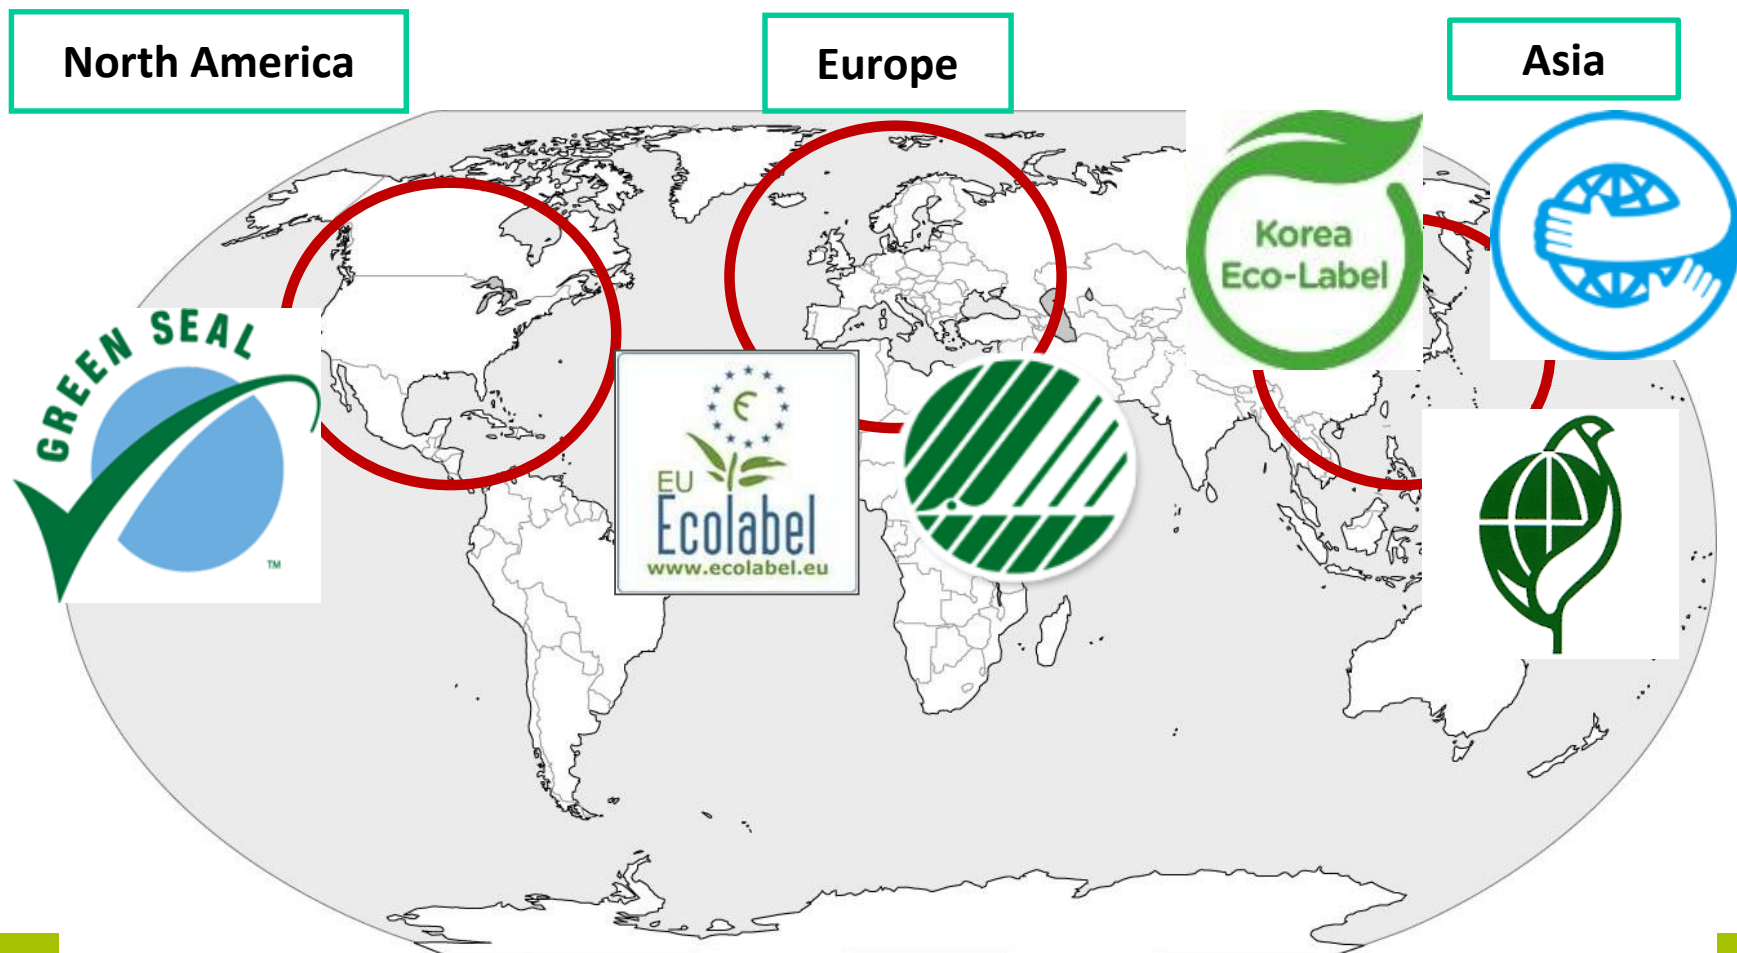 North America
Europe
Asia
Korea
Eco-Label
GREEN SEAL
TM
EU
Ecolabel
www.ecolabel.eu